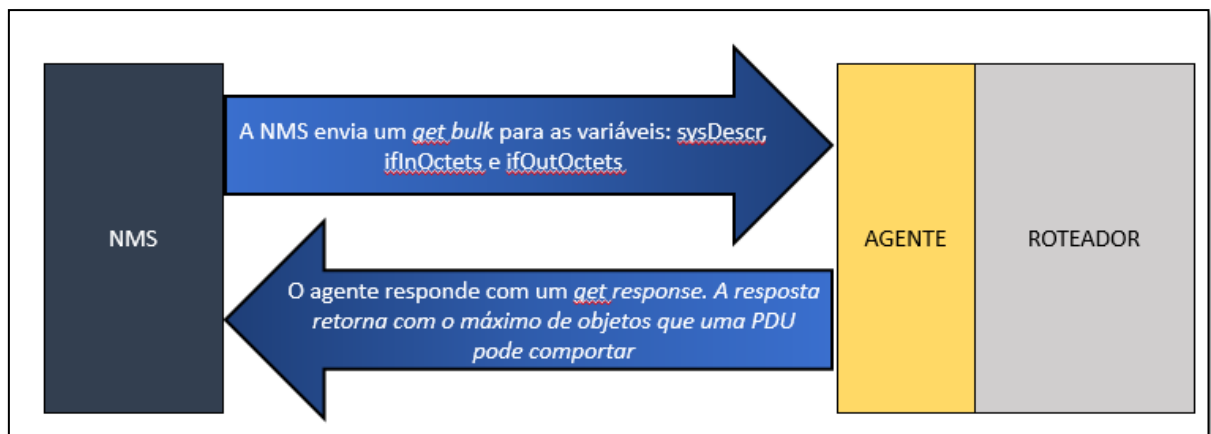 A NMS envia um get bulk para as variáveis: sysDescr,
ifInOctets e ifOutOctets
NMS
AGENTE
ROTEADOR
O agente responde com um get response. A resposta
retorna com o máximo de objetos que uma PDU
pode comportar